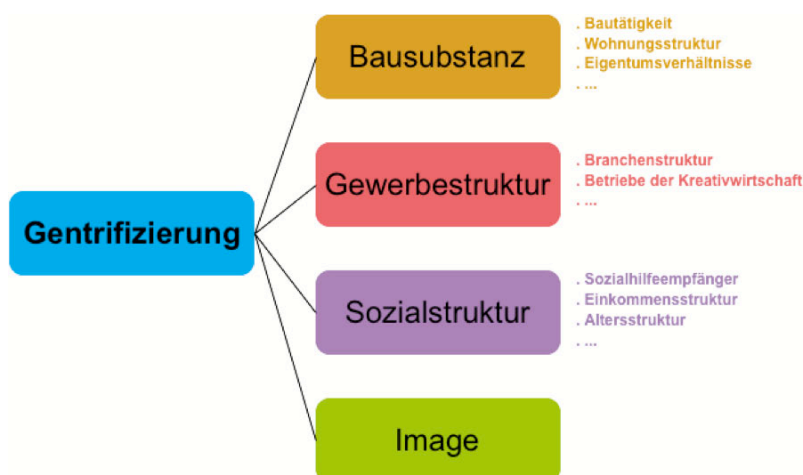 Gentrifizierung
Bausubstanz
. Bautätigkeit
. Wohnungsstruktur
. Eigentumsverhältnisse
. ...
Gewerbestruktur
. Branchenstruktur
. Betriebe der Kreativwirtschaft
. ...
Sozialstruktur
. Sozialhilfeempfänger
. Einkommensstruktur
. Altersstruktur
. ...
Image